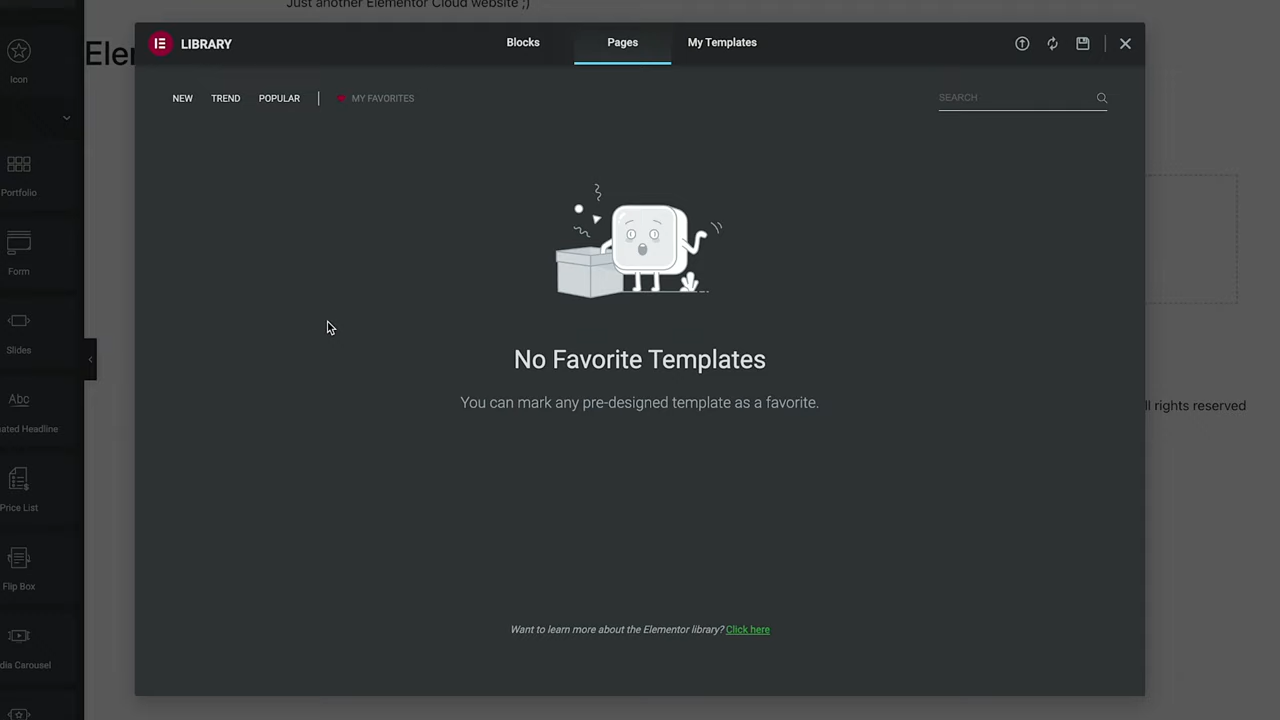 Just another Elementor Cloud website ;)
Elem
LIBRARY
Blocks
Pages
My Templates
NEW
TREND
POPULAR
MY FAVORITES
SEARCH
Icon
Portfolio
Form
Slides
Abc
ated Headline
Price List
Flip Box
dia Carousel
No Favorite Templates
You can mark any pre-designed template as a favorite.
ll rights reserved
Want to learn more about the Elementor library? Click here